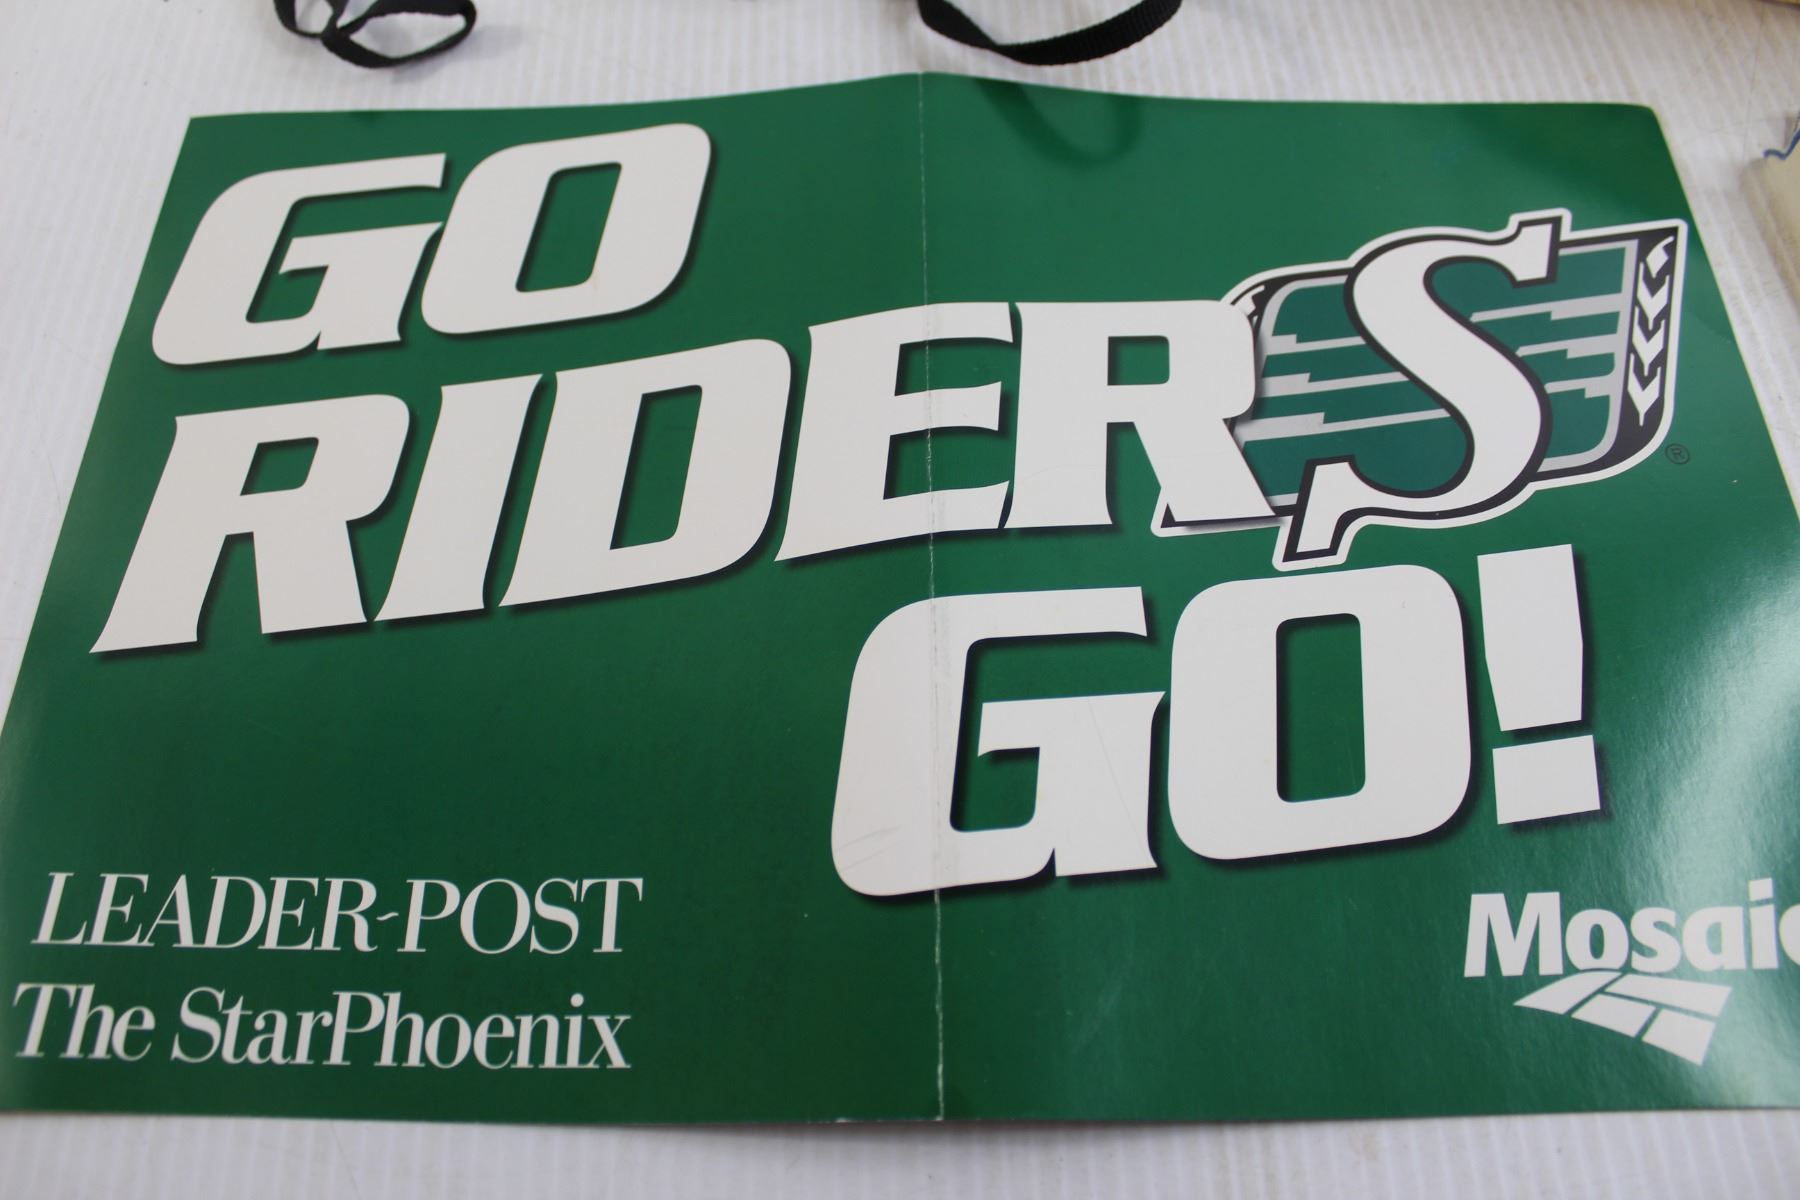 GO
RIDERS
GO!
®
LEADER-POST
The StarPhoenix
Mosaic